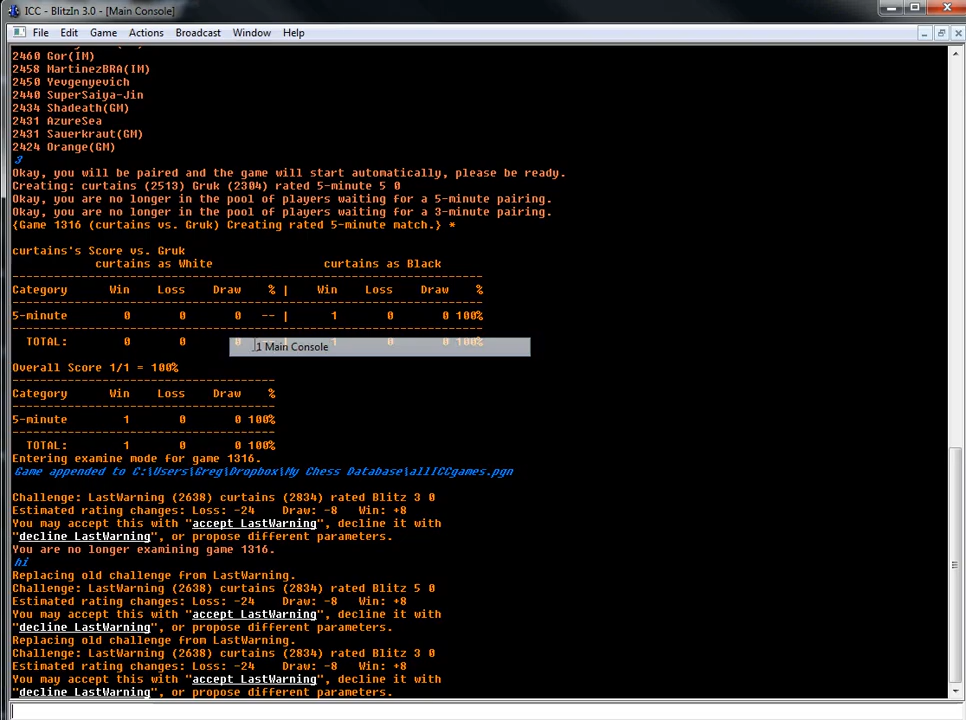 ICC - BlitzIn 3.0 - [Main Console]
File Edit Game Actions Broadcast Window Help
2460 Gor(IM)
2458 MartinezBRA(IM)
2450 Yevgenyevich
2440 SuperSaiya-Jin
2434 Shadeath(GM)
2431 AzureSea
2431 Sauerkraut(GM)
2424 Orange(GM)
3
Okay, you will be paired and the game will start automatically, please be ready.
Creating: curtains (2513) Gruk (2304) rated 5-minute 5 0
Okay, you are no longer in the pool of players waiting for a 5-minute pairing.
Okay, you are no longer in the pool of players waiting for a 3-minute pairing.
{Game 1316 (curtains vs. Gruk) Creating rated 5-minute match.} *
curtains's Score vs. Gruk
curtains as White curtains as Black
Category Win Loss Draw % | Win Loss Draw %
5-minute 0 0 0 -- | 1 0 0 100%
TOTAL: 0 0 0 1 0 0 100%
1 Main Console
Overall Score 1/1 = 100%
Category Win Loss Draw %
5-minute 1 0 0 100%
TOTAL: 1 0 0 100%
Entering examine mode for game 1316.
Game appended to C:\Users\Greg\Dropbox\My Chess Database\allICCgames.pgn
Challenge: LastWarning (2638) curtains (2834) rated Blitz 3 0
Estimated rating changes: Loss: -24 Draw: -8 Win: +8
You may accept this with "accept LastWarning", decline it with
"decline LastWarning", or propose different parameters.
You are no longer examining game 1316.
hi
Replacing old challenge from LastWarning.
Challenge: LastWarning (2638) curtains (2834) rated Blitz 5 0
Estimated rating changes: Loss: -24 Draw: -8 Win: +8
You may accept this with "accept LastWarning", decline it with
"decline LastWarning", or propose different parameters.
Replacing old challenge from LastWarning.
Challenge: LastWarning (2638) curtains (2834) rated Blitz 3 0
Estimated rating changes: Loss: -24 Draw: -8 Win: +8
You may accept this with "accept LastWarning", decline it with
"decline LastWarning", or propose different parameters.